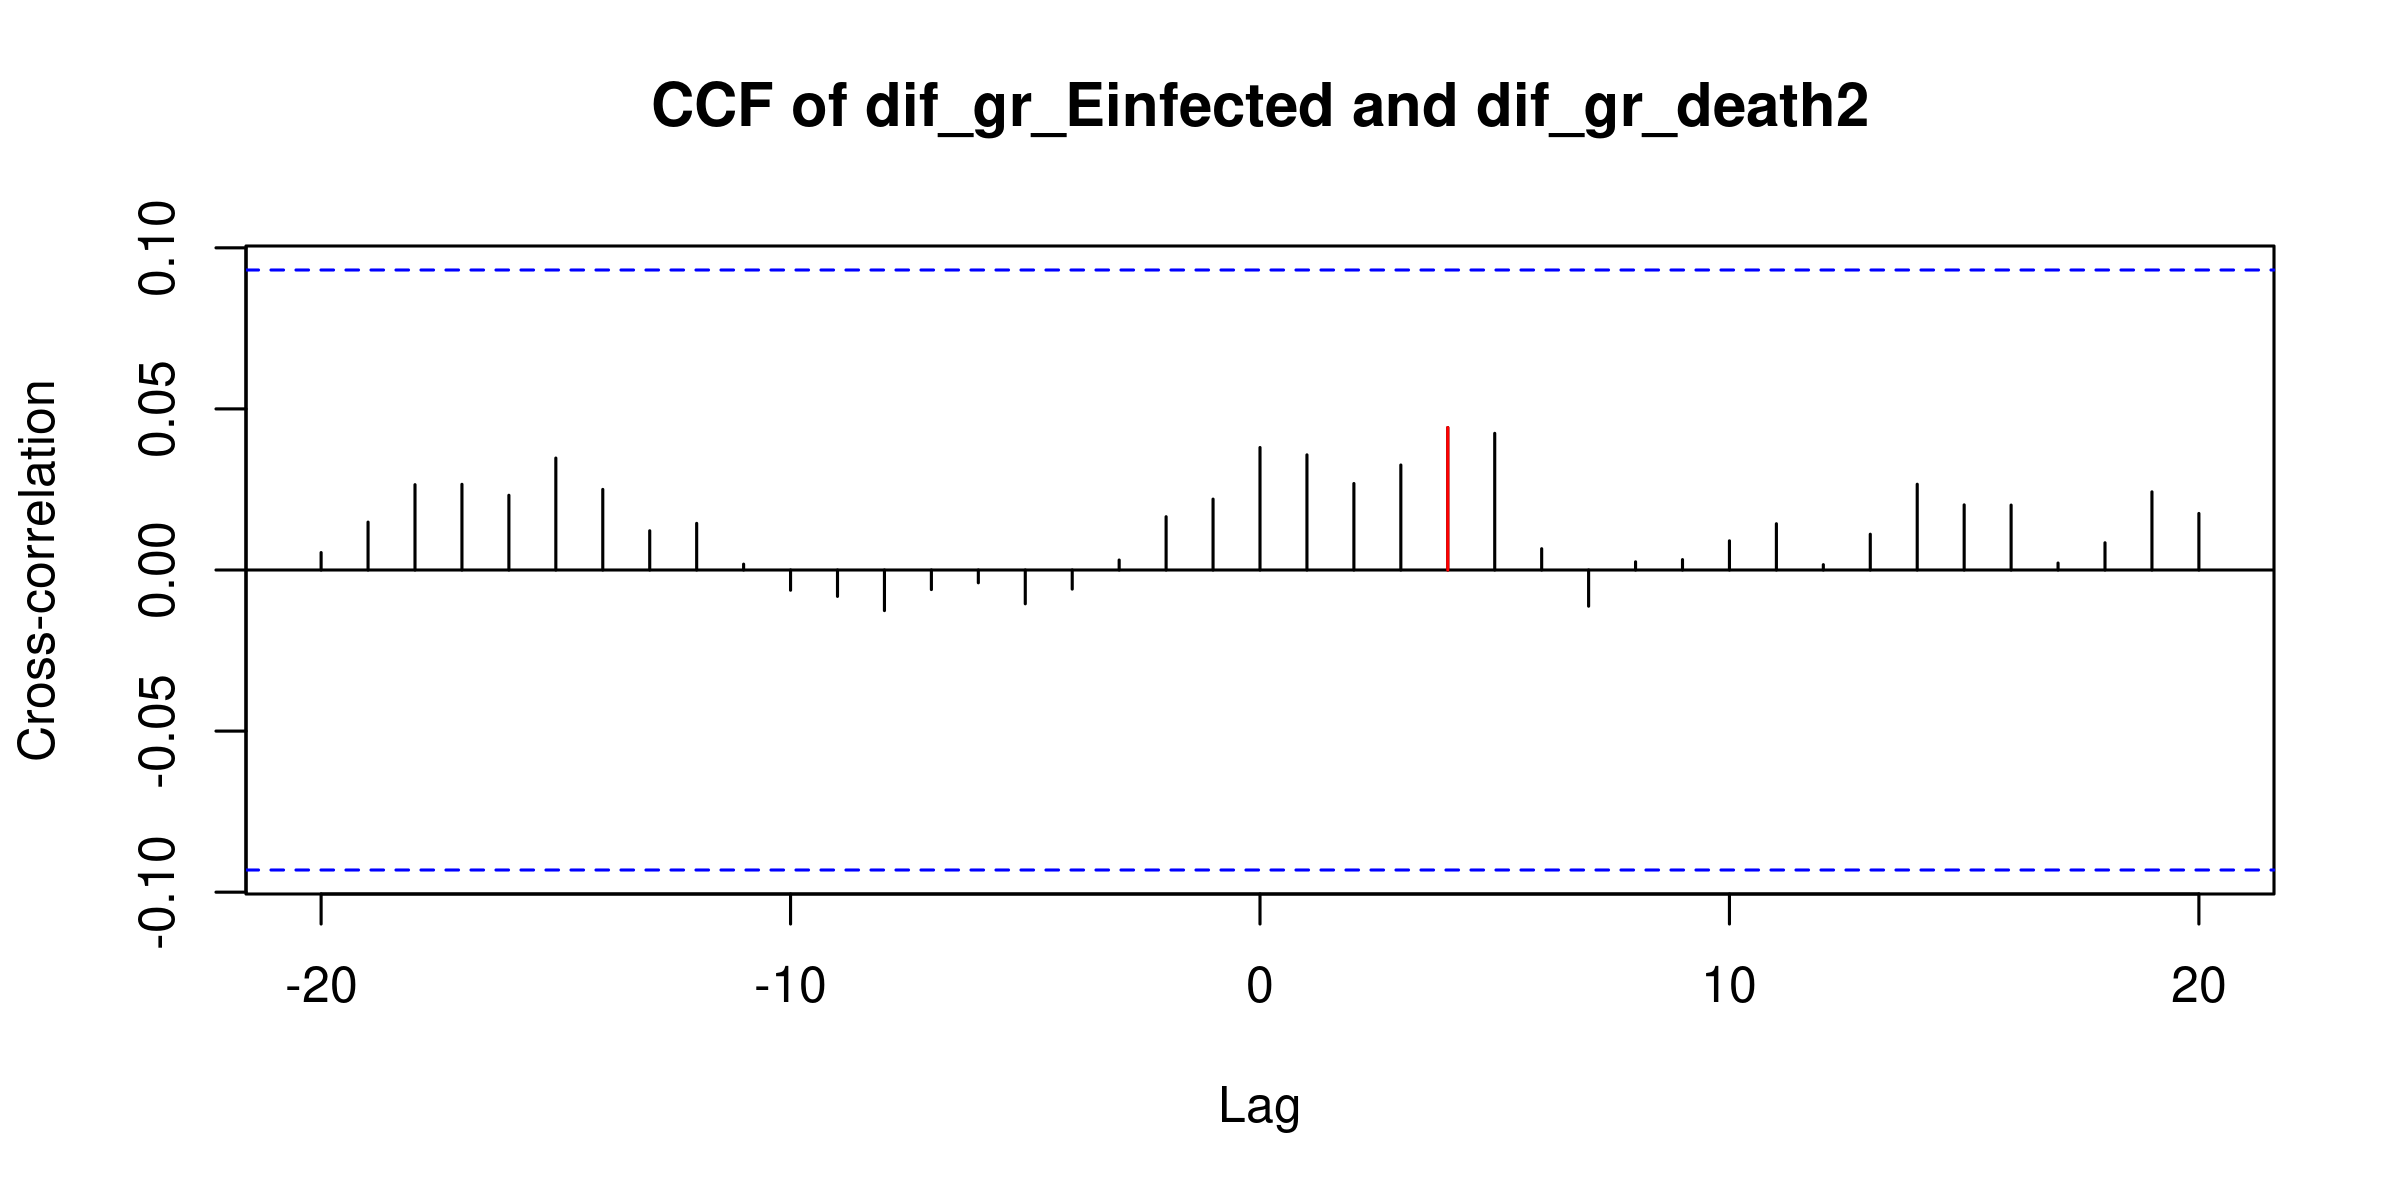 CCF of dif_gr_Einfected and dif_gr_death2
Cross-correlation
0.10
0.05
0.00
-0.05
-0.10
-20 -10 0 10 20
Lag